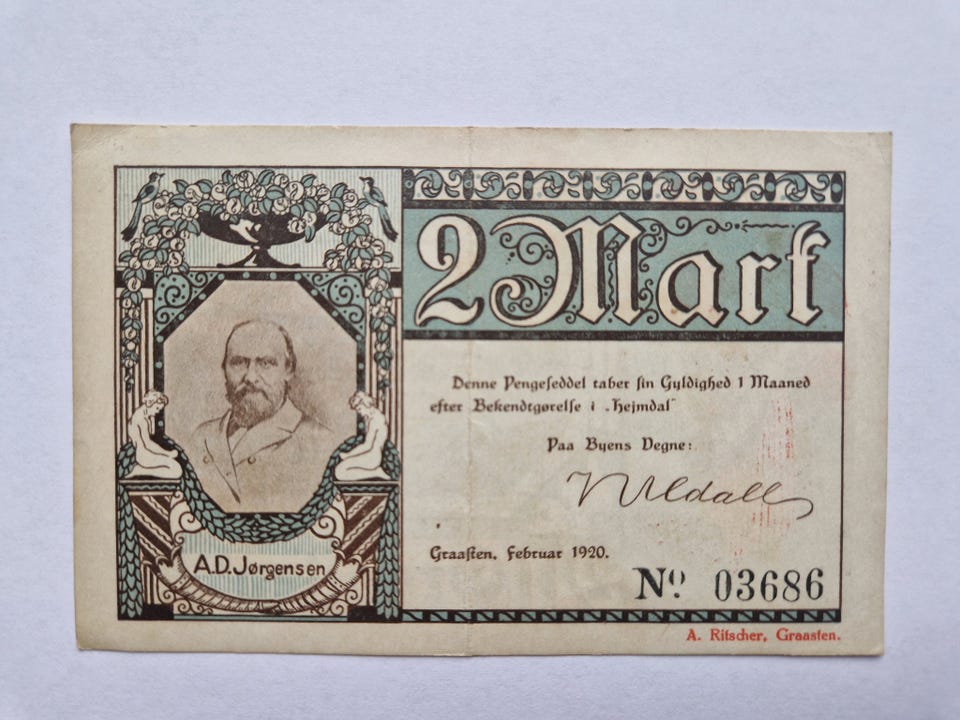 2 Mark
Denne Pengeseddel taber sin Gyldighed 1 Maaned
efter Bekendtgørelse i „Hejmdal“
Paa Byens Vegne:
Uldall
A.D. Jørgensen
Graasten, Februar 1920.
Nº 03686
A. Ritscher, Graasten.